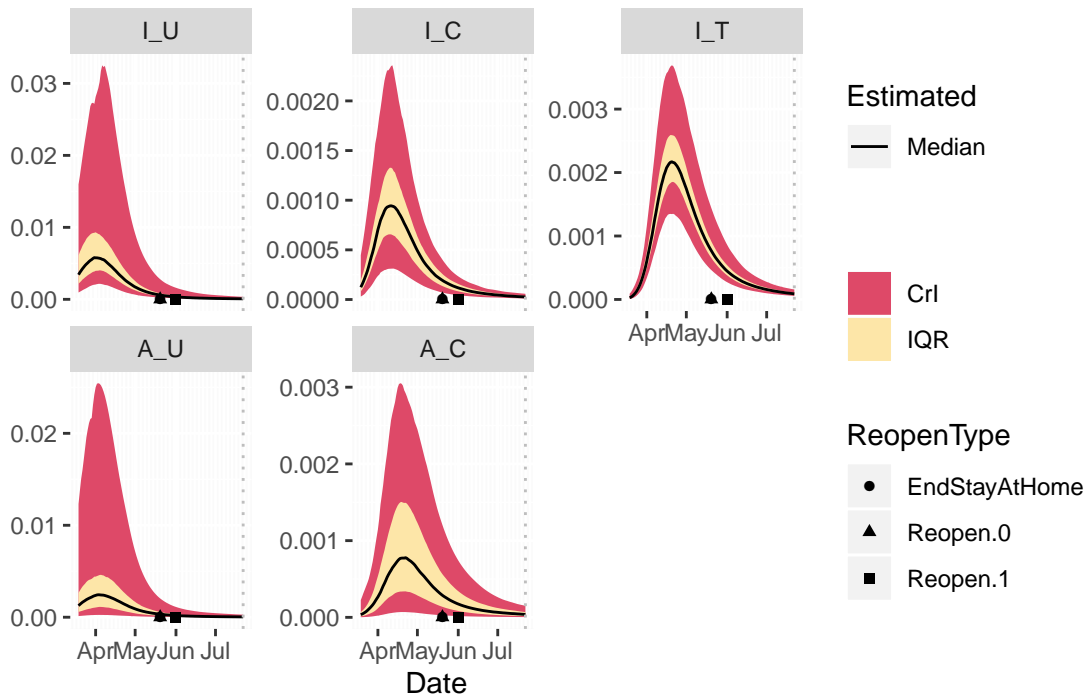 I_U
I_C
I_T
0.03
0.02
0.01
0.00
0.0020
0.0015
0.0010
0.0005
0.0000
0.003
0.002
0.001
0.000
Apr May Jun Jul
A_U
A_C
0.02
0.01
0.00
0.003
0.002
0.001
0.000
Apr May Jun Jul
Apr May Jun Jul
Date
Estimated
Median
CrI
IQR
ReopenType
EndStayAtHome
Reopen.0
Reopen.1